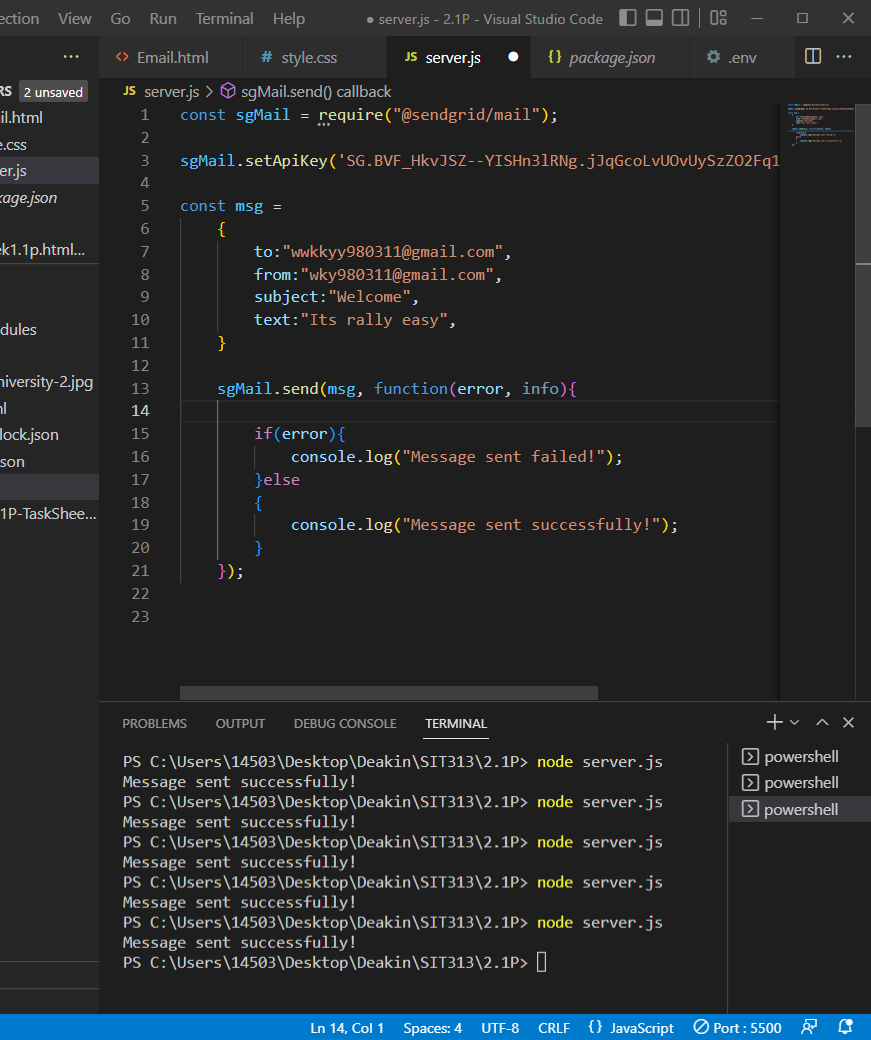 ection View Go Run Terminal Help ● server.js - 2.1P - Visual Studio Code
RS 2 unsaved
il.html
e.css
er.js
kage.json
ek1.1p.html...
dules
niversity-2.jpg
nl
lock.json
son
1P-TaskShee...
<> Email.html # style.css JS server.js ● {} package.json .env ...
JS server.js > sgMail.send() callback
1 const sgMail = require("@sendgrid/mail");
2
3 sgMail.setApiKey('SG.BVF_HkvJSZ--YISHn3lRNg.jJqGcoLvUOvUySzZO2Fq1
4
5 const msg =
6 {
7 to:"wwkkyy980311@gmail.com",
8 from:"wky980311@gmail.com",
9 subject:"Welcome",
10 text:"Its rally easy",
11 }
12
13 sgMail.send(msg, function(error, info){
14
15 if(error){
16 console.log("Message sent failed!");
17 }else
18 {
19 console.log("Message sent successfully!");
20 }
21 });
22
23
PROBLEMS OUTPUT DEBUG CONSOLE TERMINAL
PS C:\Users\14503\Desktop\Deakin\SIT313\2.1P> node server.js
Message sent successfully!
PS C:\Users\14503\Desktop\Deakin\SIT313\2.1P> node server.js
Message sent successfully!
PS C:\Users\14503\Desktop\Deakin\SIT313\2.1P> node server.js
Message sent successfully!
PS C:\Users\14503\Desktop\Deakin\SIT313\2.1P> node server.js
Message sent successfully!
PS C:\Users\14503\Desktop\Deakin\SIT313\2.1P> node server.js
Message sent successfully!
PS C:\Users\14503\Desktop\Deakin\SIT313\2.1P>
powershell
powershell
powershell
Ln 14, Col 1 Spaces: 4 UTF-8 CRLF {} JavaScript Port : 5500